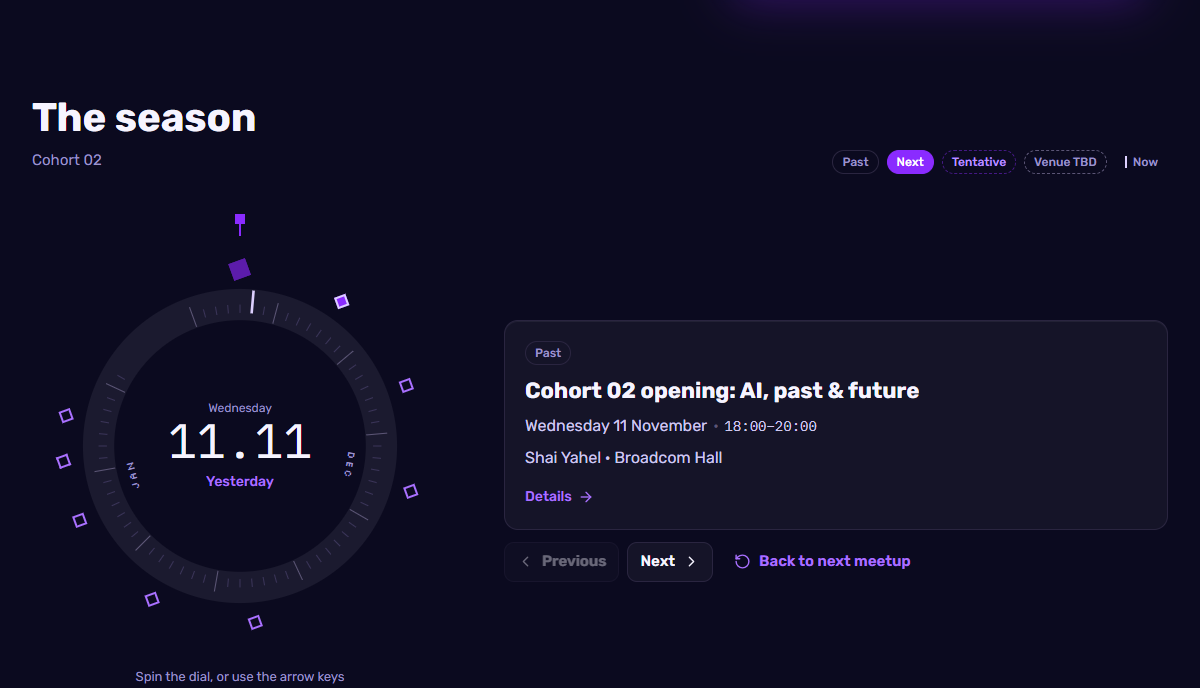 The season
Cohort 02
Past
Next
Tentative
Venue TBD
Now
Wednesday
11.11
Yesterday
JAN
DEC
Past
Cohort 02 opening: AI, past & future
Wednesday 11 November • 18:00–20:00
Shai Yahel • Broadcom Hall
Details →
Previous
Next
Back to next meetup
Spin the dial, or use the arrow keys